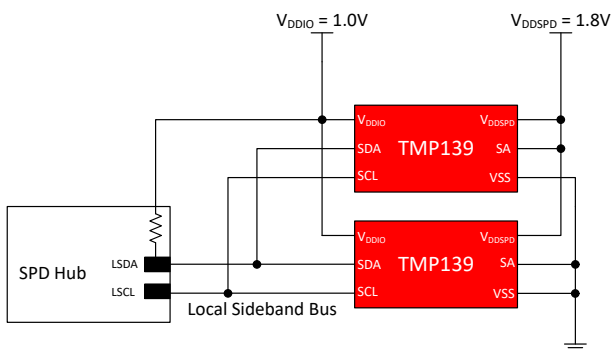 VDDIO = 1.0V
VDDSPD = 1.8V
VDDIO
VDDSPD
SDA
TMP139
SA
SCL
VSS
VDDIO
VDDSPD
SPD Hub
LSDA
SDA
TMP139
SA
LSCL
SCL
VSS
Local Sideband Bus